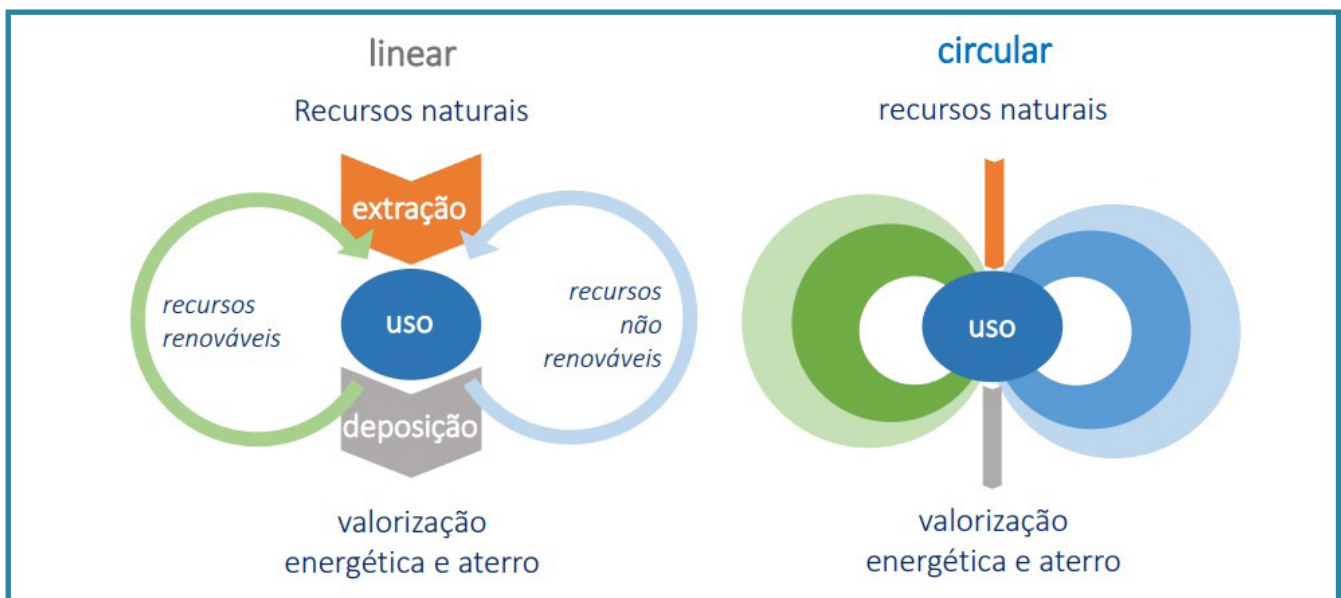 linear
Recursos naturais
extração
recursos
renováveis
uso
recursos
não
renováveis
deposição
valorização
energética e aterro
circular
recursos naturais
uso
valorização
energética e aterro